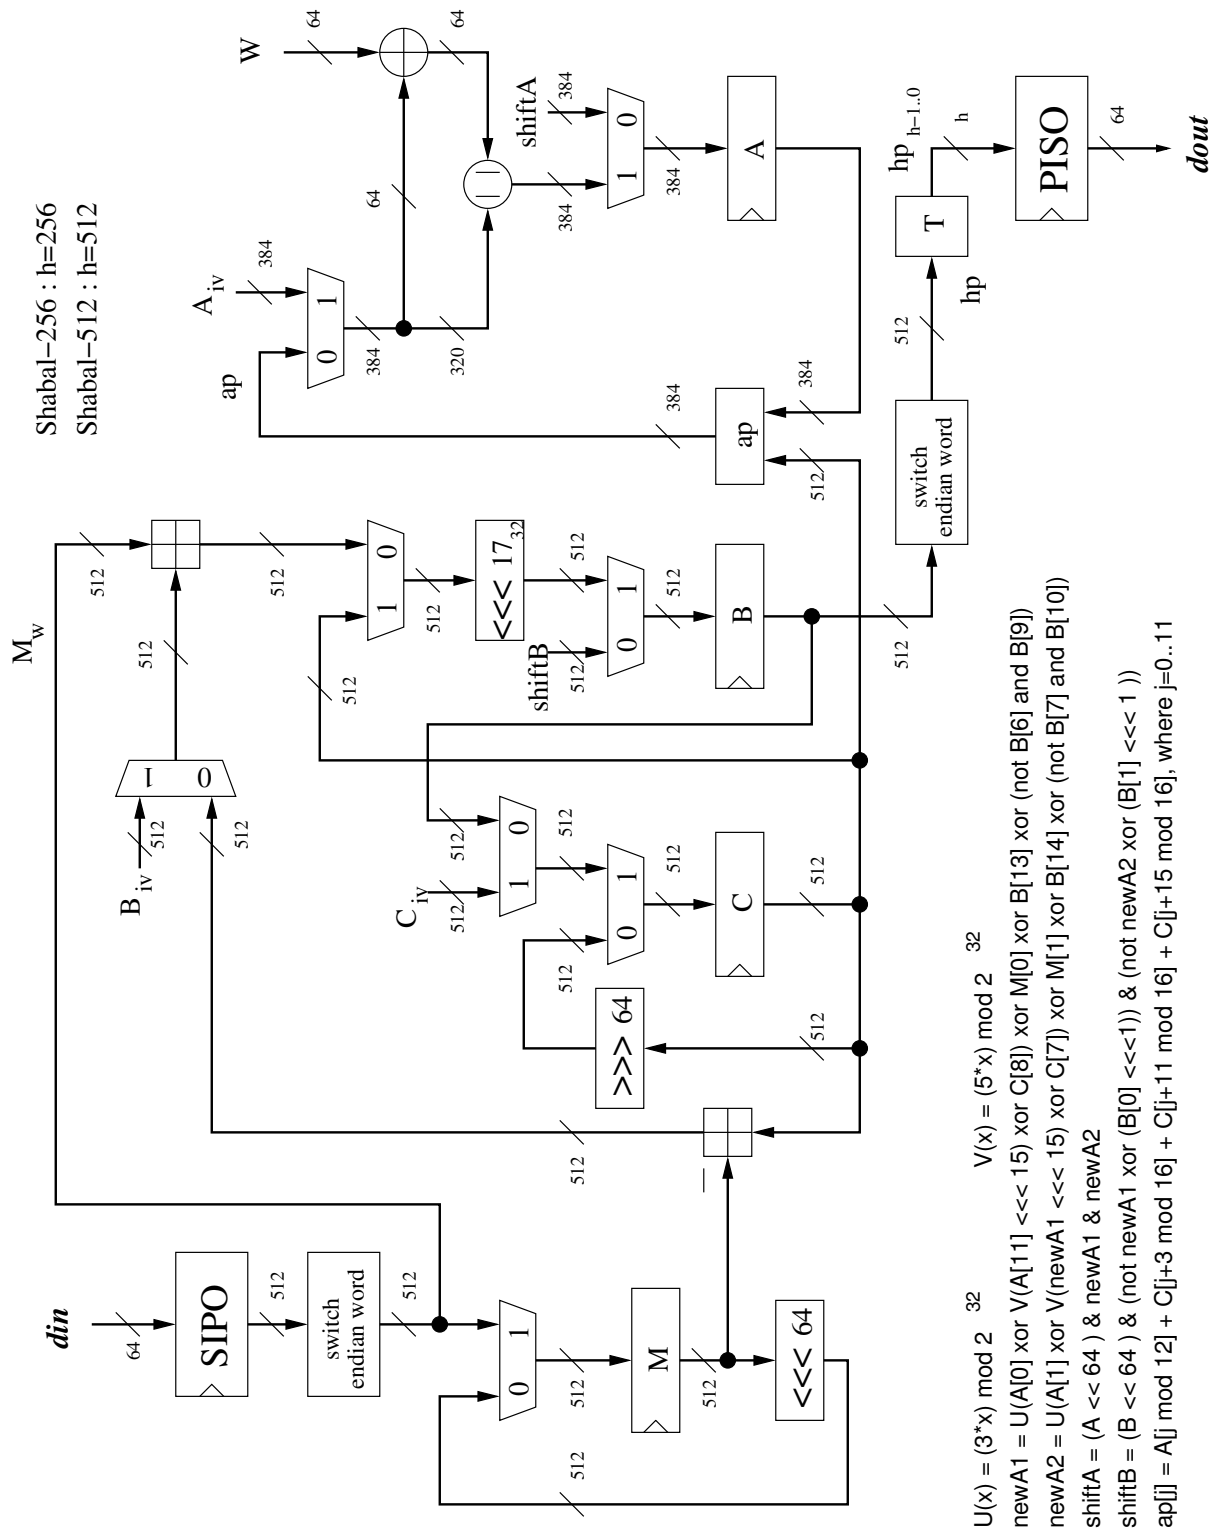 Shabal–256 : h=256
Shabal–512 : h=512
din
64
SIPO
512
switch
endian word
512
0 1
512
M
512
<<< 64
512
M w
512
B iv
512
1
0
512
512
512
512
–
>>> 64
512
512
C iv
512
512
1 0
512
0 1
512
C
512
512
1 0
512
<<< 17 32
512
shiftB
512
0 1
512
B
512
W
64
64
64
A iv
384
ap
0 1
384
320
||
384
shiftA
384
1 0
384
A
384
ap
512
384
switch
endian word
512
hp
T
hp h–1..0
h
PISO
64
dout
U(x) = (3*x) mod 2 32 V(x) = (5*x) mod 2 32
newA1 = U(A[0] xor V(A[11] <<< 15) xor C[8]) xor M[0] xor B[13] xor (not B[6] and B[9])
newA2 = U(A[1] xor V(newA1 <<< 15) xor C[7]) xor M[1] xor B[14] xor (not B[7] and B[10])
shiftA = (A << 64 ) & newA1 & newA2
shiftB = (B << 64 ) & (not newA1 xor (B[0] <<<1)) & (not newA2 xor (B[1] <<< 1 ))
ap[j] = A[j mod 12] + C[j+3 mod 16] + C[j+11 mod 16] + C[j+15 mod 16], where j=0..11